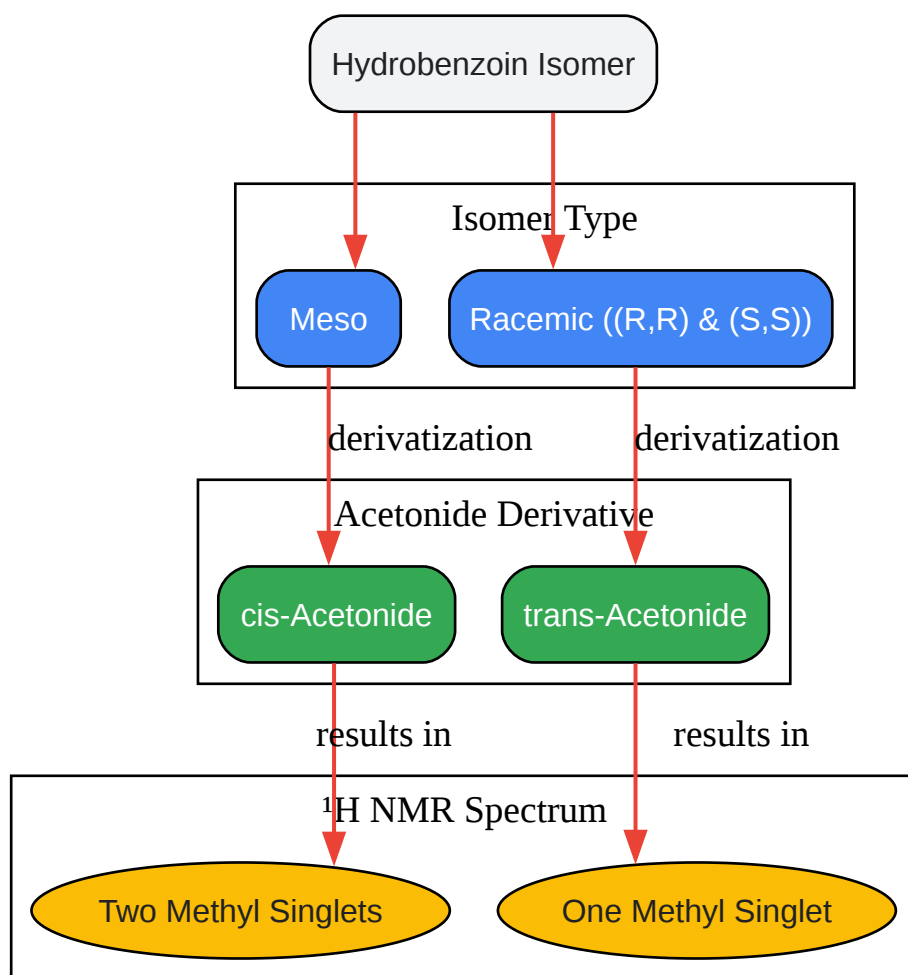 Hydrobenzoin Isomer
Isomer Type
Meso
Racemic ((R,R) & (S,S))
derivatization
derivatization
Acetonide Derivative
cis-Acetonide
trans-Acetonide
results in
results in
¹H NMR Spectrum
Two Methyl Singlets
One Methyl Singlet